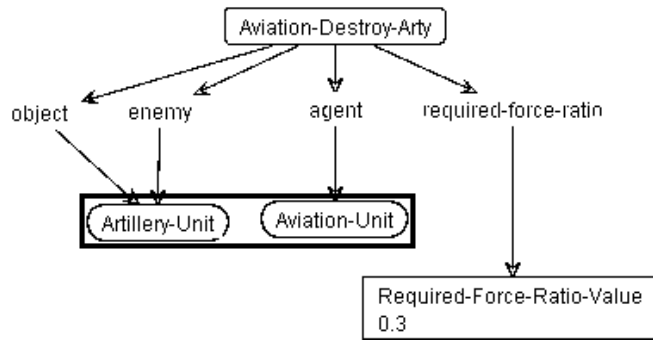 Aviation-Destroy-Arty
object enemy agent required-force-ratio
Artillery-Unit Aviation-Unit
Required-Force-Ratio-Value
0.3